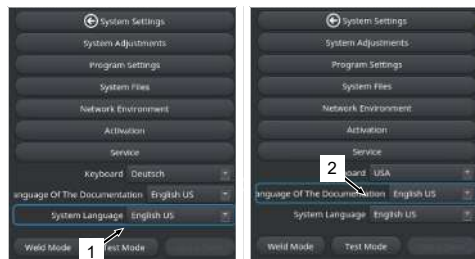 System Settings
System Adjustments
Program Settings
System Files
Network Environment
Activation
Service
Keyboard Deutsch
anguage Of The Documentation English US
System Language English US
Weld Mode Test Mode
1
System Settings
System Adjustments
Program Settings
System Files
Network Environment
Activation
Service
board USA
anguage Of The Documentation English US
System Language English US
Weld Mode Test Mode
2